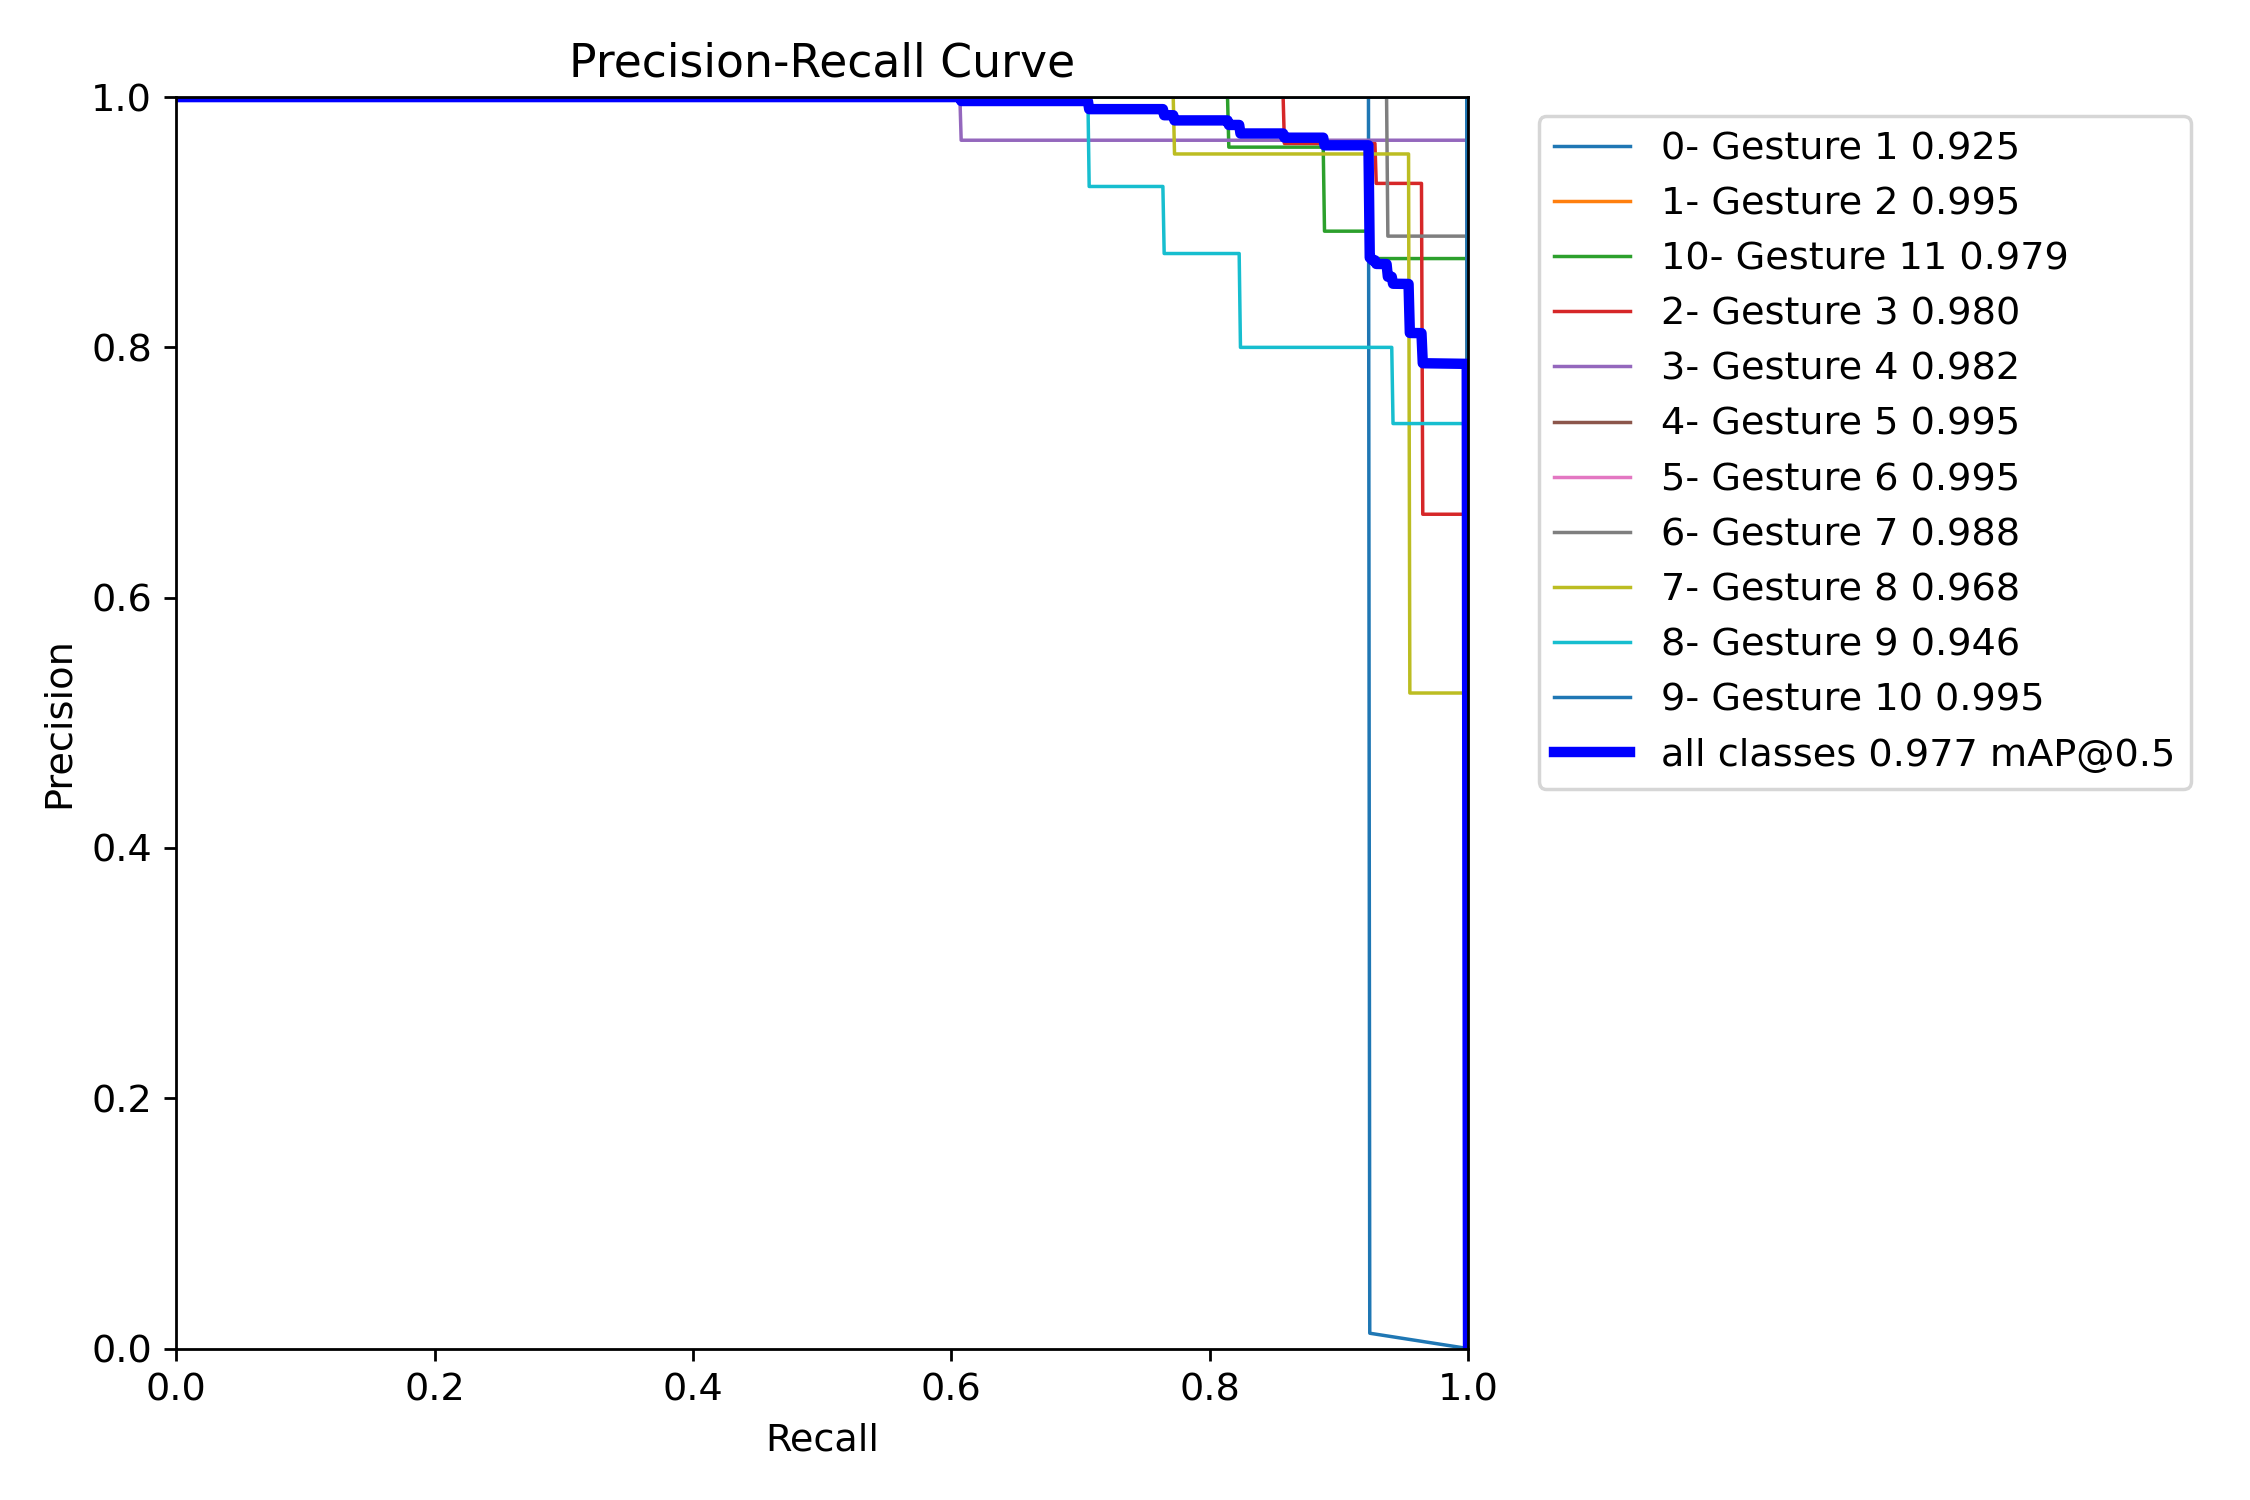 Precision-Recall Curve
1.0
0.8
0.6
0.4
0.2
0.0
Precision
0.0 0.2 0.4 0.6 0.8 1.0
Recall
0- Gesture 1 0.925
1- Gesture 2 0.995
10- Gesture 11 0.979
2- Gesture 3 0.980
3- Gesture 4 0.982
4- Gesture 5 0.995
5- Gesture 6 0.995
6- Gesture 7 0.988
7- Gesture 8 0.968
8- Gesture 9 0.946
9- Gesture 10 0.995
all classes 0.977 mAP@0.5